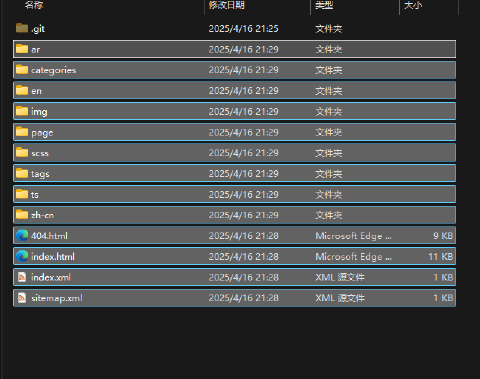 名称 修改日期 类型 大小
.git 2025/4/16 21:25 文件夹
ar 2025/4/16 21:29 文件夹
categories 2025/4/16 21:29 文件夹
en 2025/4/16 21:29 文件夹
img 2025/4/16 21:29 文件夹
page 2025/4/16 21:29 文件夹
scss 2025/4/16 21:29 文件夹
tags 2025/4/16 21:29 文件夹
ts 2025/4/16 21:29 文件夹
zh-cn 2025/4/16 21:29 文件夹
404.html 2025/4/16 21:28 Microsoft Edge ... 9 KB
index.html 2025/4/16 21:28 Microsoft Edge ... 11 KB
index.xml 2025/4/16 21:28 XML 源文件 1 KB
sitemap.xml 2025/4/16 21:28 XML 源文件 1 KB